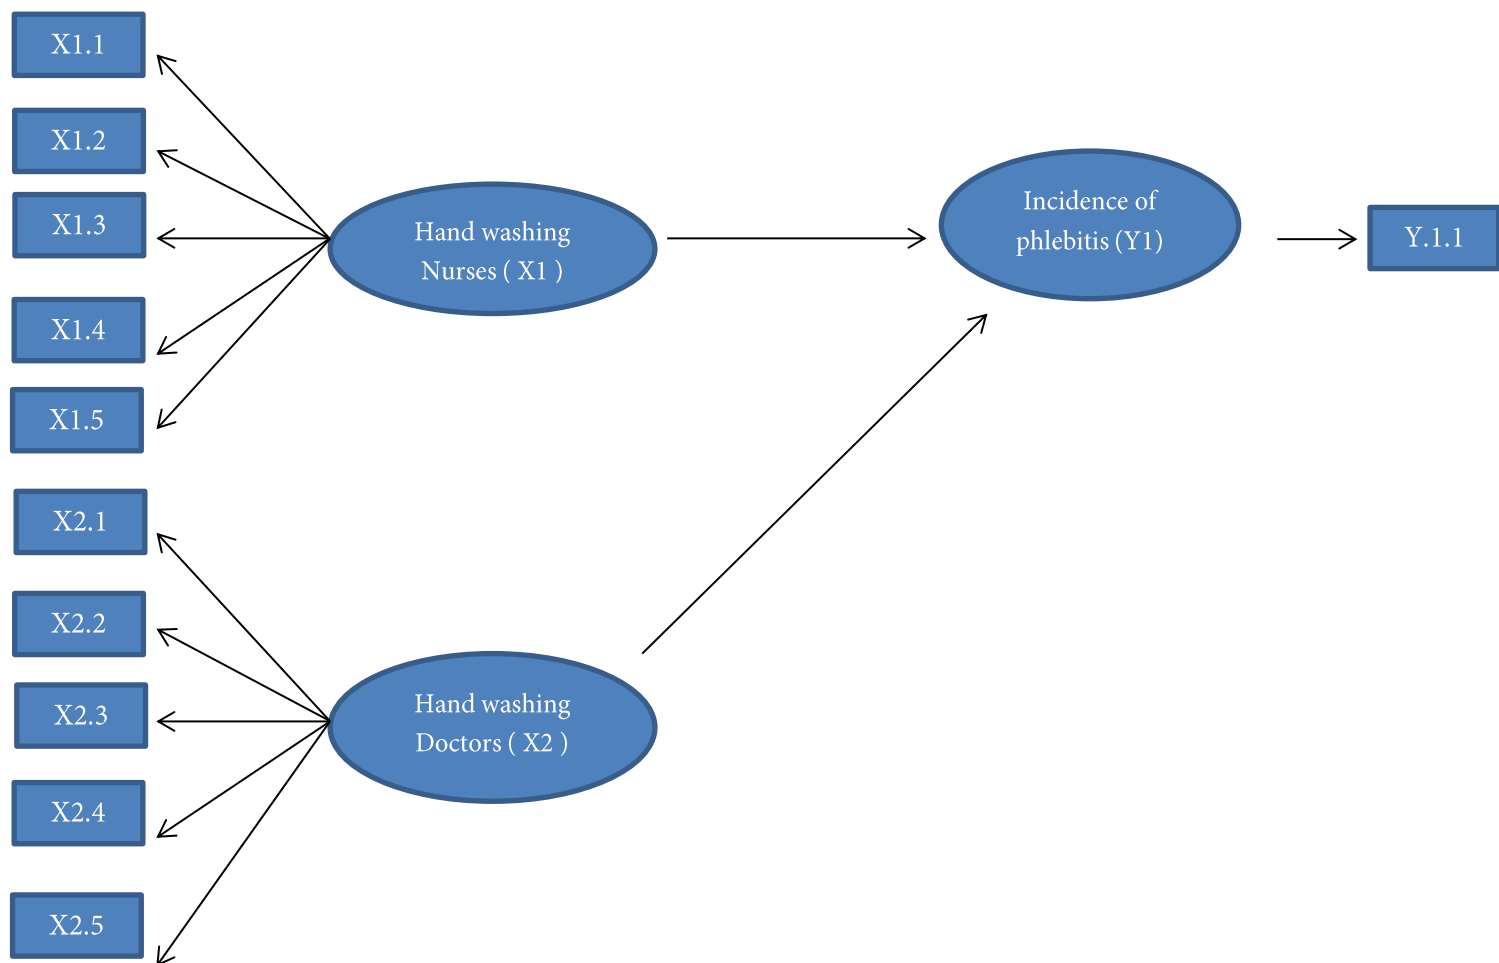 X1.1
X1.2
X1.3
X1.4
X1.5
Hand washing
Nurses ( X1 )
Incidence of
phlebitis (Y1)
Y.1.1
X2.1
X2.2
X2.3
X2.4
X2.5
Hand washing
Doctors ( X2 )